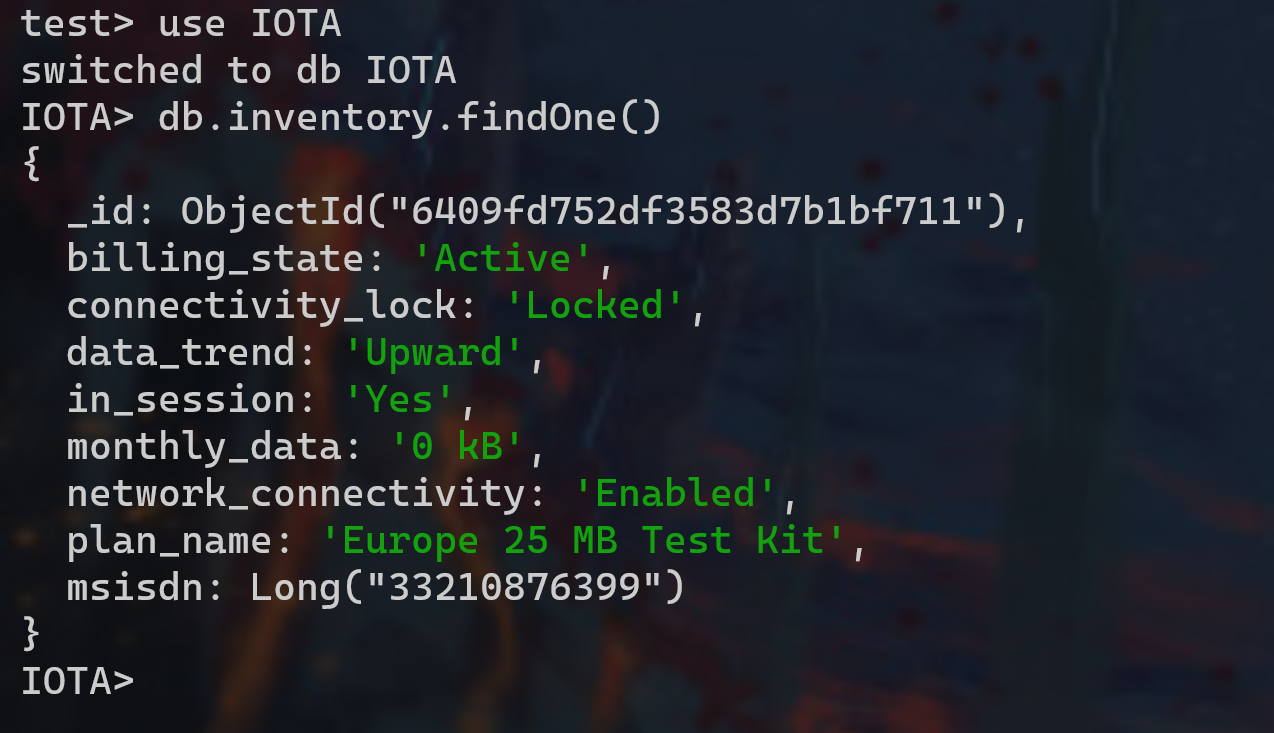 test> use IOTA
switched to db IOTA
IOTA> db.inventory.findOne()
{
  _id: ObjectId("6409fd752df3583d7b1bf711"),
  billing_state: 'Active',
  connectivity_lock: 'Locked',
  data_trend: 'Upward',
  in_session: 'Yes',
  monthly_data: '0 kB',
  network_connectivity: 'Enabled',
  plan_name: 'Europe 25 MB Test Kit',
  msisdn: Long("33210876399")
}
IOTA>